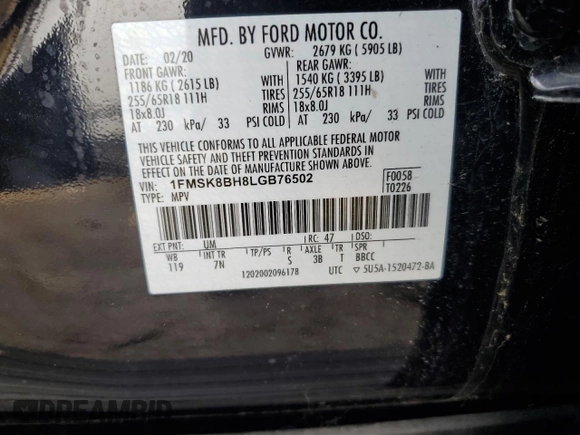 MFD. BY FORD MOTOR CO.
DATE: 02/20 GVWR: 2679 KG ( 5905 LB)
FRONT GAWR: REAR GAWR:
1186 KG ( 2615 LB) WITH 1540 KG ( 3395 LB) WITH
255/65R18 111H TIRES 255/65R18 111H TIRES
18x8.0J RIMS 18x8.0J RIMS
AT 230 kPa/ 33 PSI COLD AT 230 kPa/ 33 PSI COLD
THIS VEHICLE CONFORMS TO ALL APPLICABLE FEDERAL MOTOR
VEHICLE SAFETY AND THEFT PREVENTION STANDARDS IN
EFFECT ON THE DATE OF MANUFACTURE SHOWN ABOVE.
VIN: 1FMSK8BH8LGB76502 F0058
TYPE: MPV T0226
EXT PNT: UM RC: 47 DSO:
WB INT TR TP/PS R AXLE TR SPR
119 7N S 3B T BBCC
1202002096178 UTC 5U5A-1520472-BA
DREAMBID